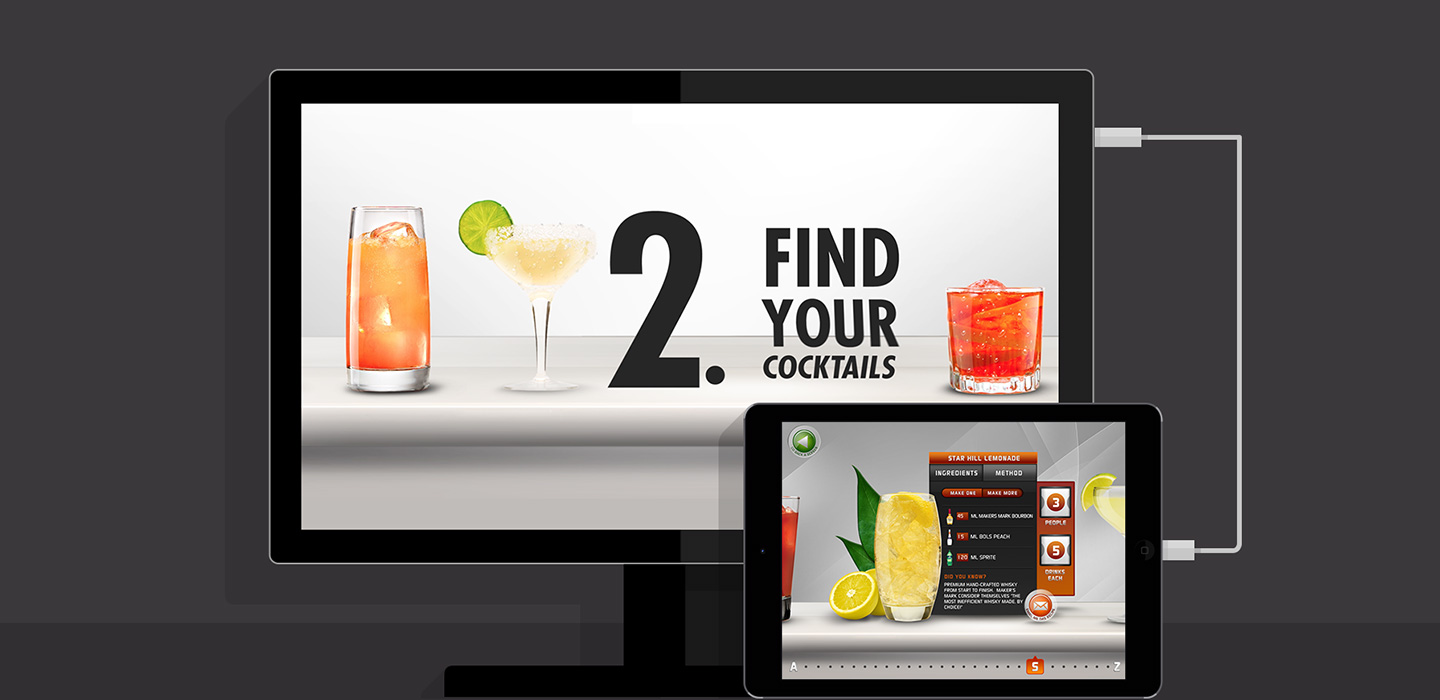 2.
FIND
YOUR
COCKTAILS
STAR HILL LEMONADE
INGREDIENTS METHOD
MAKE ONE MAKE MORE
45 ML MAKERS MARK BOURBON
15 ML BOLS PEACH
120 ML SPRITE
DID YOU KNOW?
PREMIUM HAND-CRAFTED WHISKY
FROM START TO FINISH. MAKER'S
MARK CONSIDER THEMSELVES "THE
MOST INEFFICIENT WHISKY MADE, BY
CHOICE!"
3
PEOPLE
5
DRINKS
EACH
A S Z